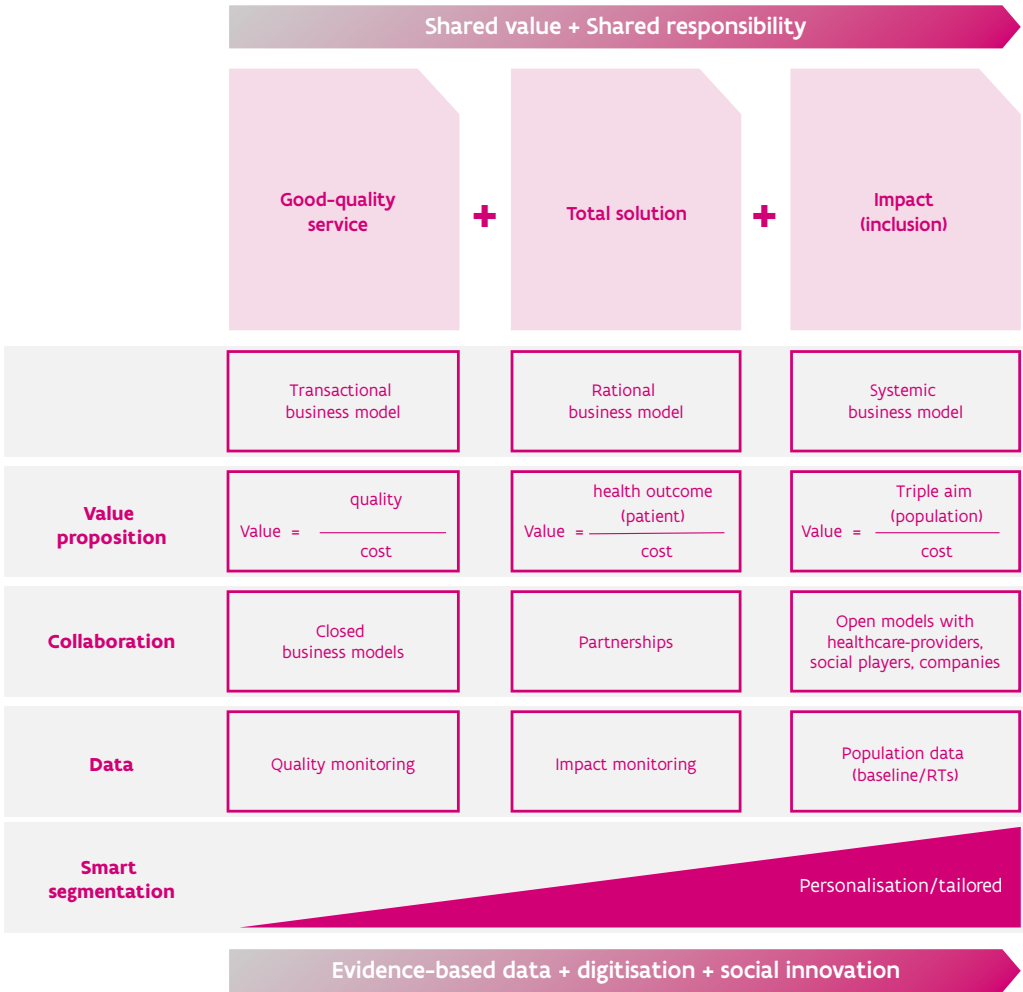 Shared value + Shared responsibility
Good-quality
service
+
Total solution
+
Impact
(inclusion)
Transactional
business model
Rational
business model
Systemic
business model
Value
proposition
Value =
quality
cost
Value =
health outcome
(patient)
cost
Value =
Triple aim
(population)
cost
Collaboration
Closed
business models
Partnerships
Open models with
healthcare-providers,
social players, companies
Data
Quality monitoring
Impact monitoring
Population data
(baseline/RTs)
Smart
segmentation
Personalisation/tailored
Evidence-based data + digitisation + social innovation